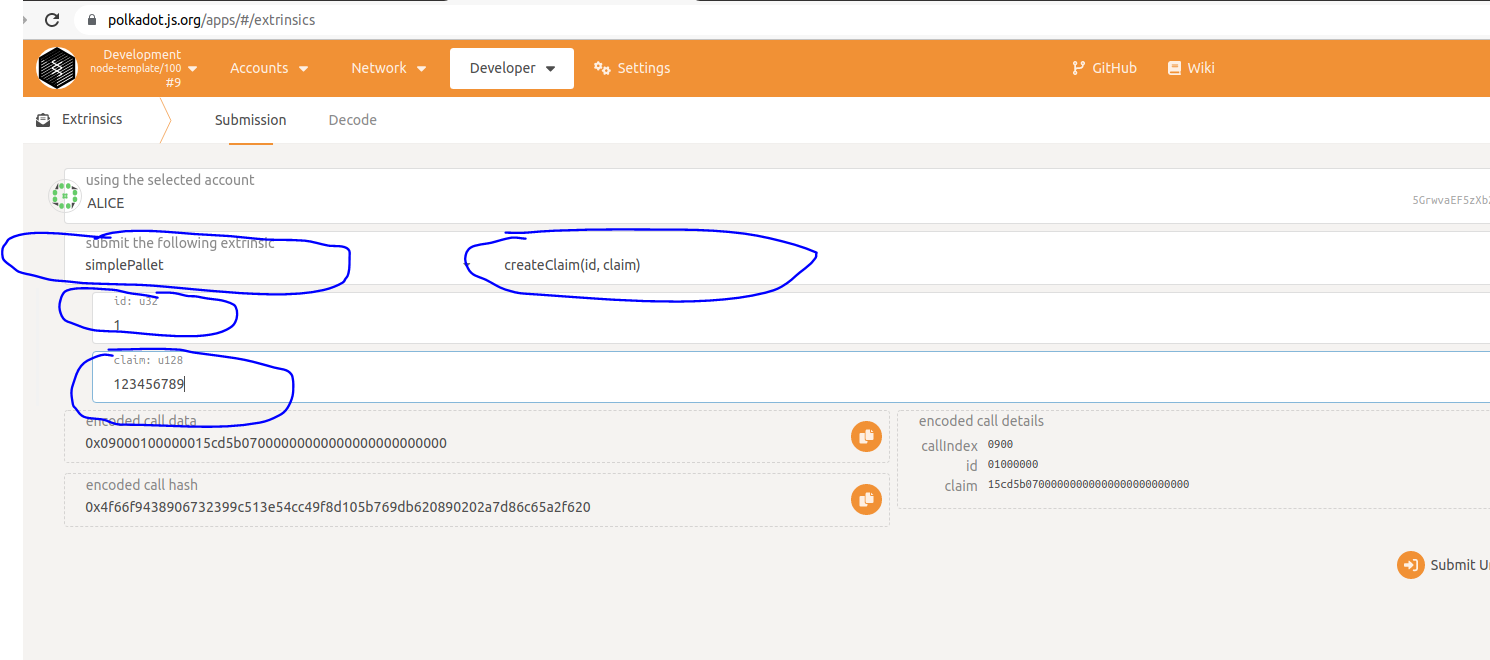 polkadot.js.org/apps/#/extrinsics
Development
node-template/100
#9
Accounts
Network
Developer
Settings
GitHub
Wiki
Extrinsics
Submission
Decode
using the selected account
ALICE
5GrwvaEF5zXb
submit the following extrinsic
simplePallet
createClaim(id, claim)
id: u32
1
claim: u128
123456789
encoded call data
0x09000100000015cd5b07000000000000000000000000
encoded call details
callIndex 0900
id 01000000
claim 15cd5b07000000000000000000000000
encoded call hash
0x4f66f9438906732399c513e54cc49f8d105b769db620890202a7d86c65a2f620
Submit U